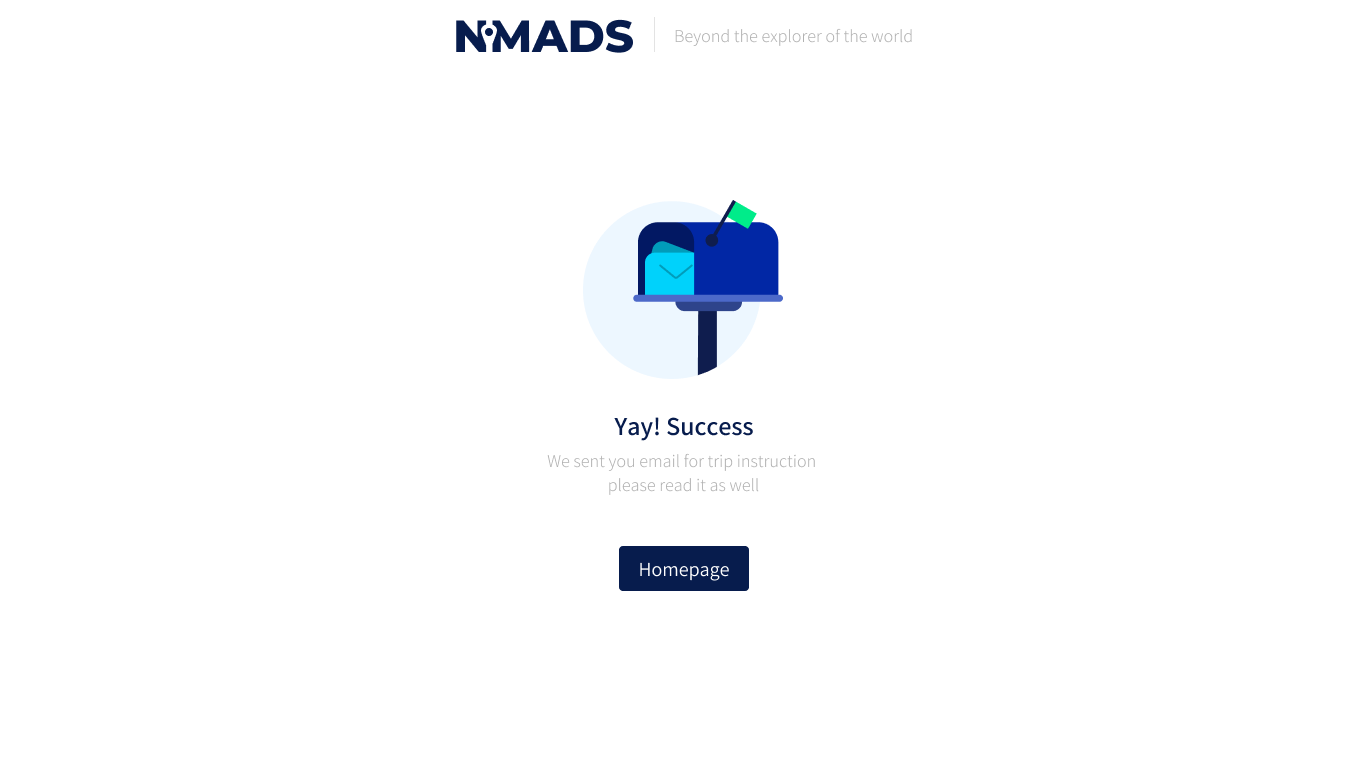 NOMADS
Beyond the explorer of the world
Yay! Success
We sent you email for trip instruction
please read it as well
Homepage